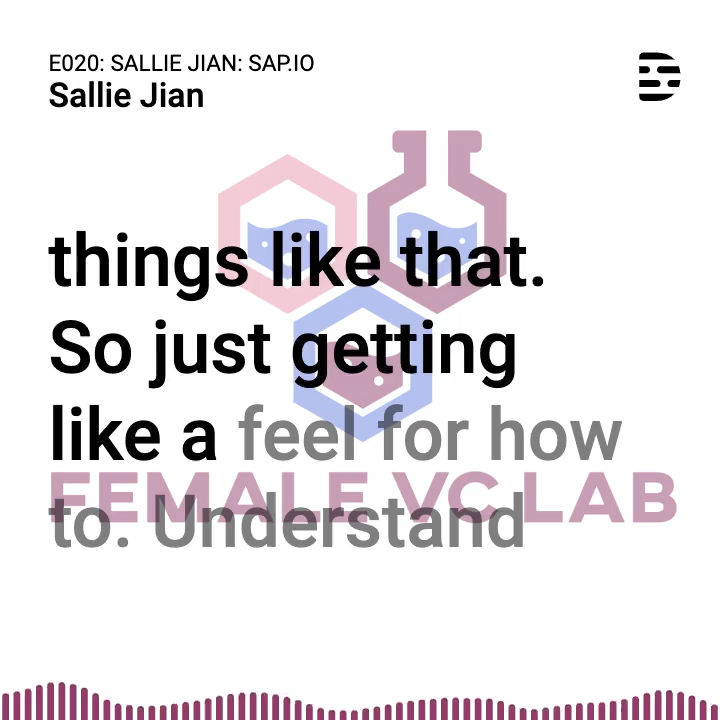 E020: SALLIE JIAN: SAP.IO
Sallie Jian
things like that.
So just getting
like a feel for how
FEMALE VC LAB
to. Understand